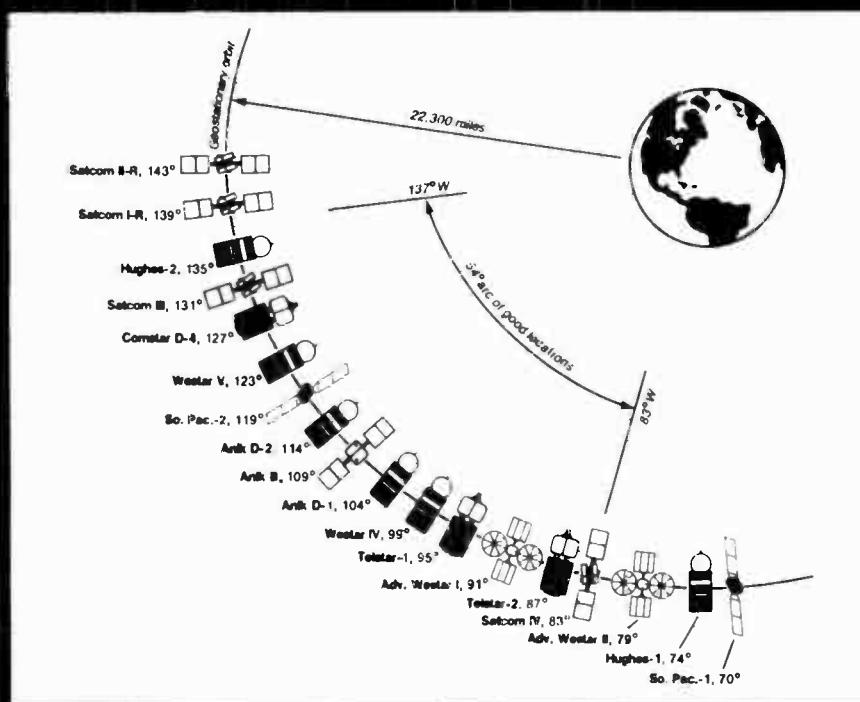 Geostationary orbit
22,300 miles
Satcom II-R, 143°
137°W
Satcom I-R, 139°
Hughes-2, 135°
Satcom III, 131°
54° arc of good locations
Comstar D-4, 127°
Westar V, 123°
83°W
So. Pac.-2, 119°
Anik D-2, 114°
Anik B, 109°
Anik D-1, 104°
Westar IV, 99°
Telstar-1, 95°
Adv. Westar I, 91°
Telstar-2, 87°
Satcom IV, 83°
Adv. Westar II, 79°
Hughes-1, 74°
So. Pac.-1, 70°